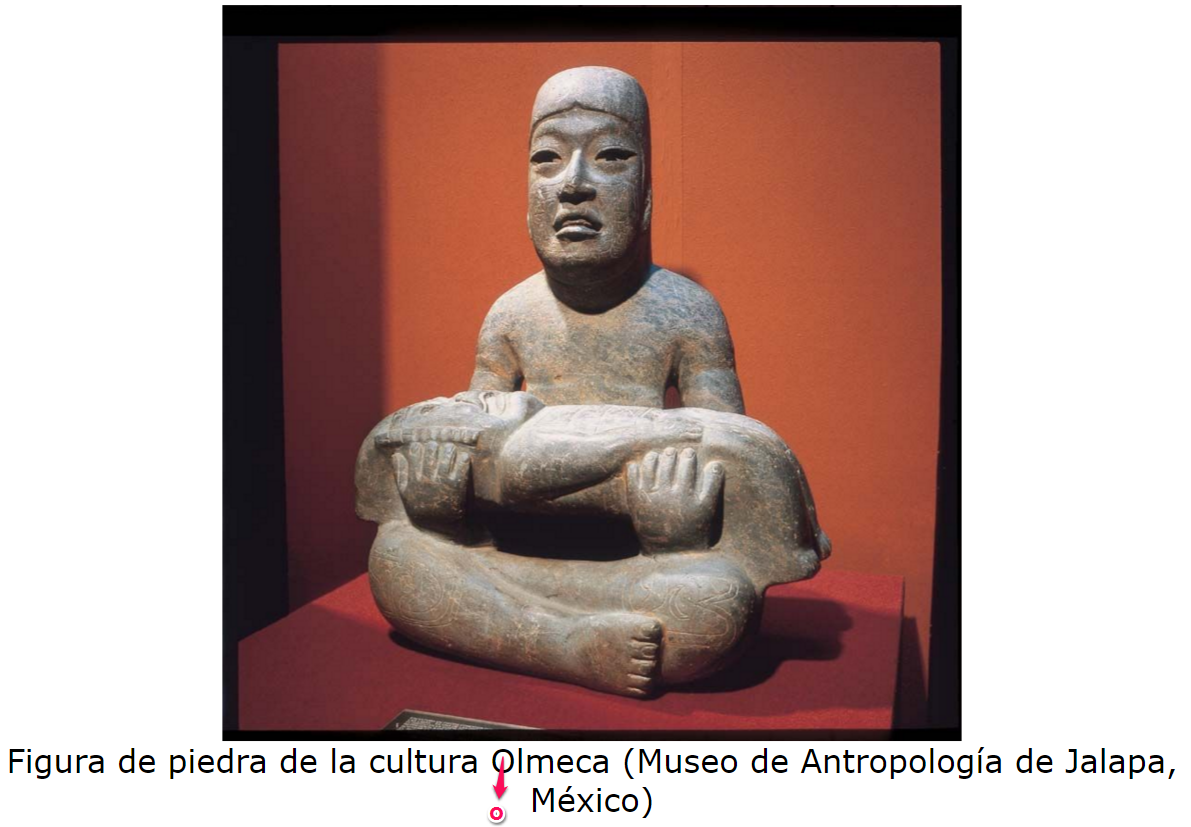 Figura de piedra de la cultura Olmeca (Museo de Antropología de Jalapa,
México)
o